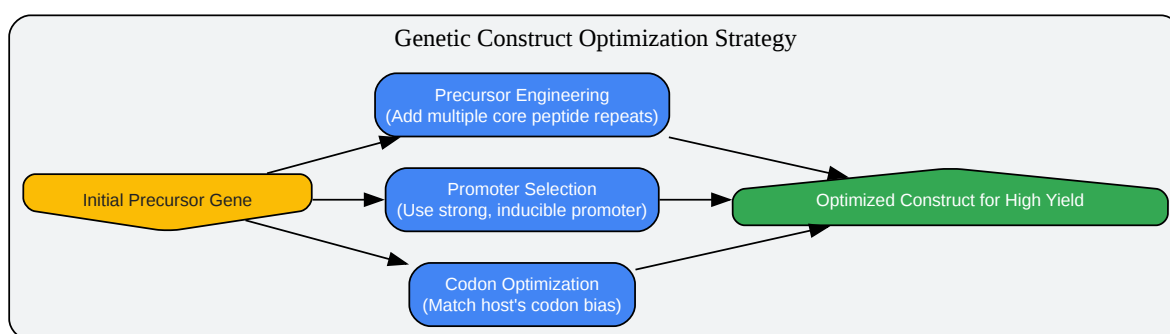 Genetic Construct Optimization Strategy
Precursor Engineering
(Add multiple core peptide repeats)
Initial Precursor Gene
Promoter Selection
(Use strong, inducible promoter)
Optimized Construct for High Yield
Codon Optimization
(Match host's codon bias)